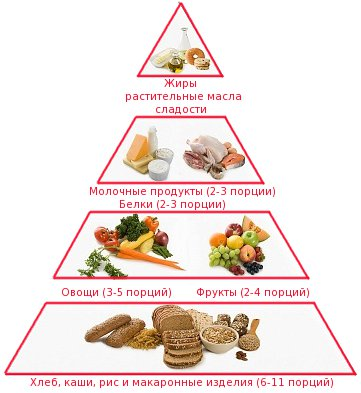 Жиры
растительные масла
сладости
Молочные продукты (2-3 порции)
Белки (2-3 порции)
Овощи (3-5 порций) Фрукты (2-4 порции)
Хлеб, каши, рис и макаронные изделия (6-11 порций)